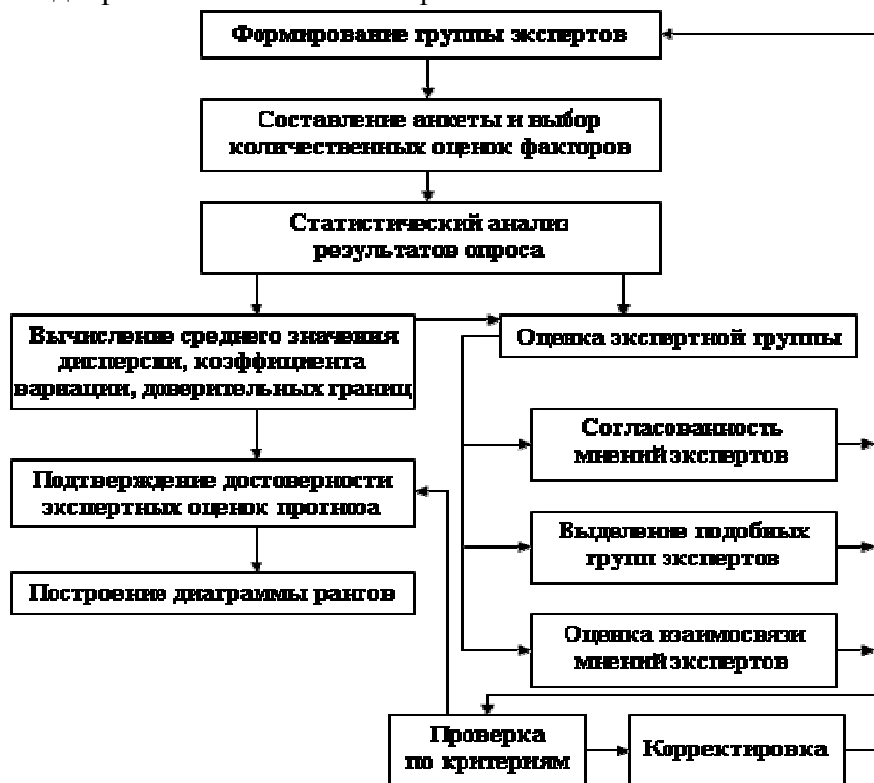 Формирование группы экспертов
Составление анкеты и выбор
количественных оценок факторов
Статистический анализ
результатов опроса
Вычисление среднего значения
дисперсии, коэффициента
вариации, доверительных границ
Оценка экспертной группы
Согласованность
мнений экспертов
Подтверждение достоверности
экспертных оценок прогноза
Выделение подобных
групп экспертов
Построение диаграммы рангов
Оценка взаимосвязи
мнений экспертов
Проверка
по критериям
Корректировка